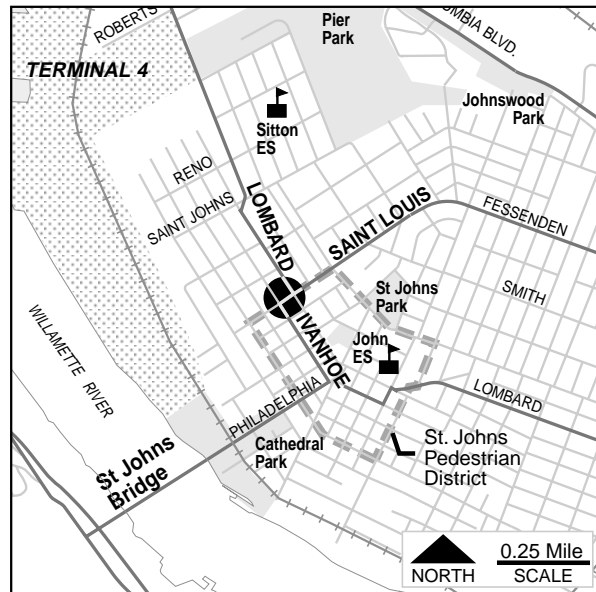 ROBERTS
Pier
Park
UMBIA BLVD.
TERMINAL 4
Johnswood
Park
Sitton
ES
RENO
SAINT JOHNS
LOMBARD
SAINT LOUIS
FESSENDEN
St Johns
Park
SMITH
WILLAMETTE RIVER
IVANHOE
John
ES
PHILADELPHIA
LOMBARD
Cathedral
Park
St Johns
Bridge
St. Johns
Pedestrian
District
0.25 Mile
NORTH SCALE